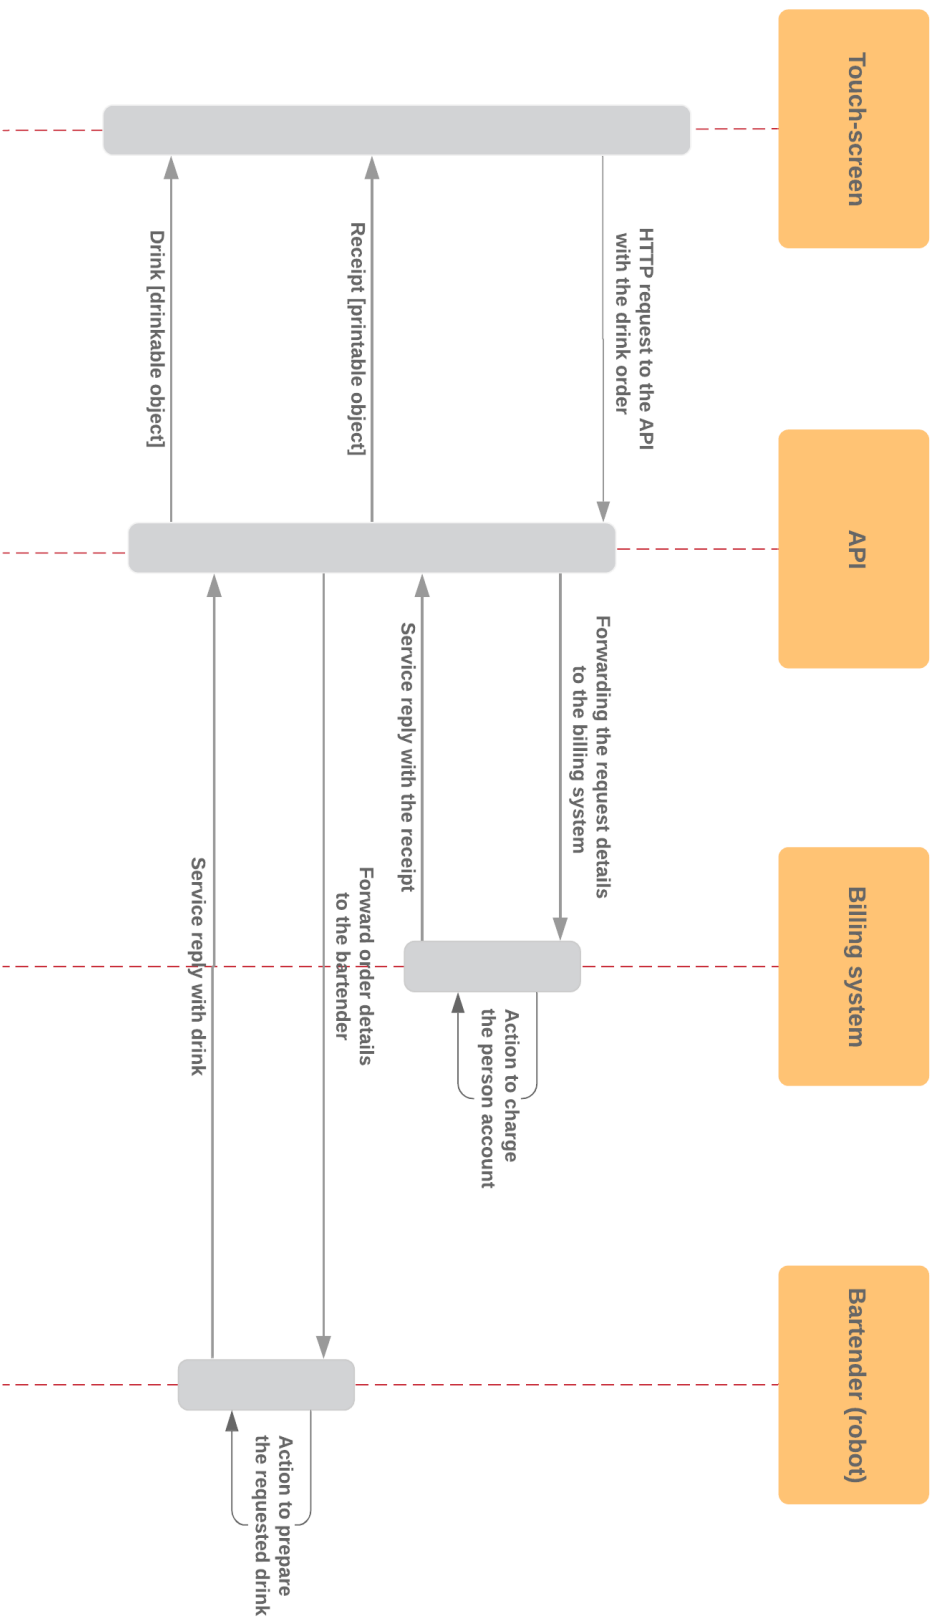 Touch-screen
API
Billing system
Bartender (robot)
HTTP request to the API
with the drink order
Forwarding the request details
to the billing system
Action to charge
the person account
Service reply with the receipt
Receipt [printable object]
Forward order details
to the bartender
Action to prepare
the requested drink
Service reply with drink
Drink [drinkable object]